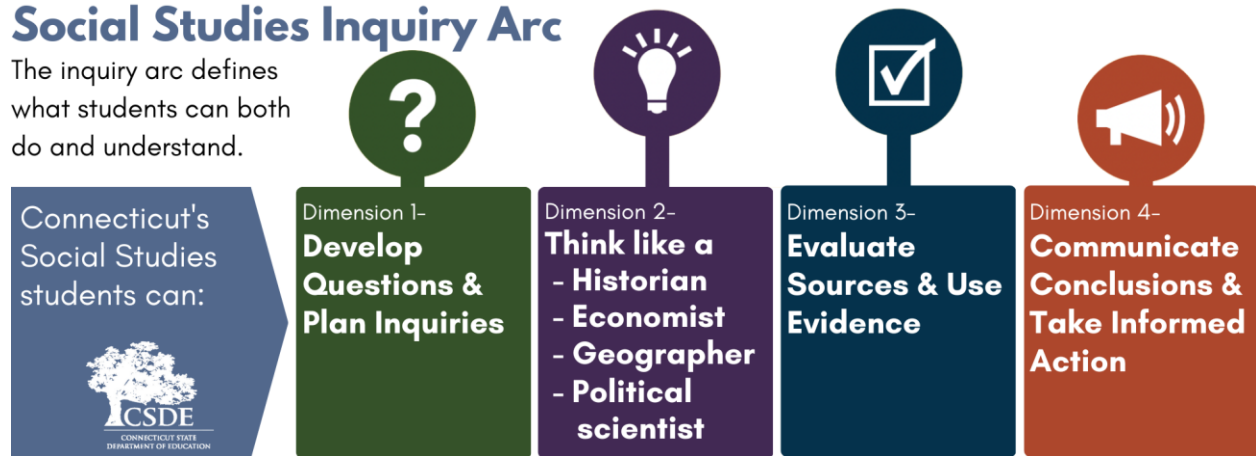 Social Studies Inquiry Arc
The inquiry arc defines
what students can both
do and understand.
Connecticut's
Social Studies
students can:
CSDE
CONNECTICUT STATE
DEPARTMENT OF EDUCATION
?
Dimension 1-
Develop
Questions &
Plan Inquiries
Dimension 2-
Think like a
- Historian
- Economist
- Geographer
- Political
scientist
Dimension 3-
Evaluate
Sources & Use
Evidence
Dimension 4-
Communicate
Conclusions &
Take Informed
Action